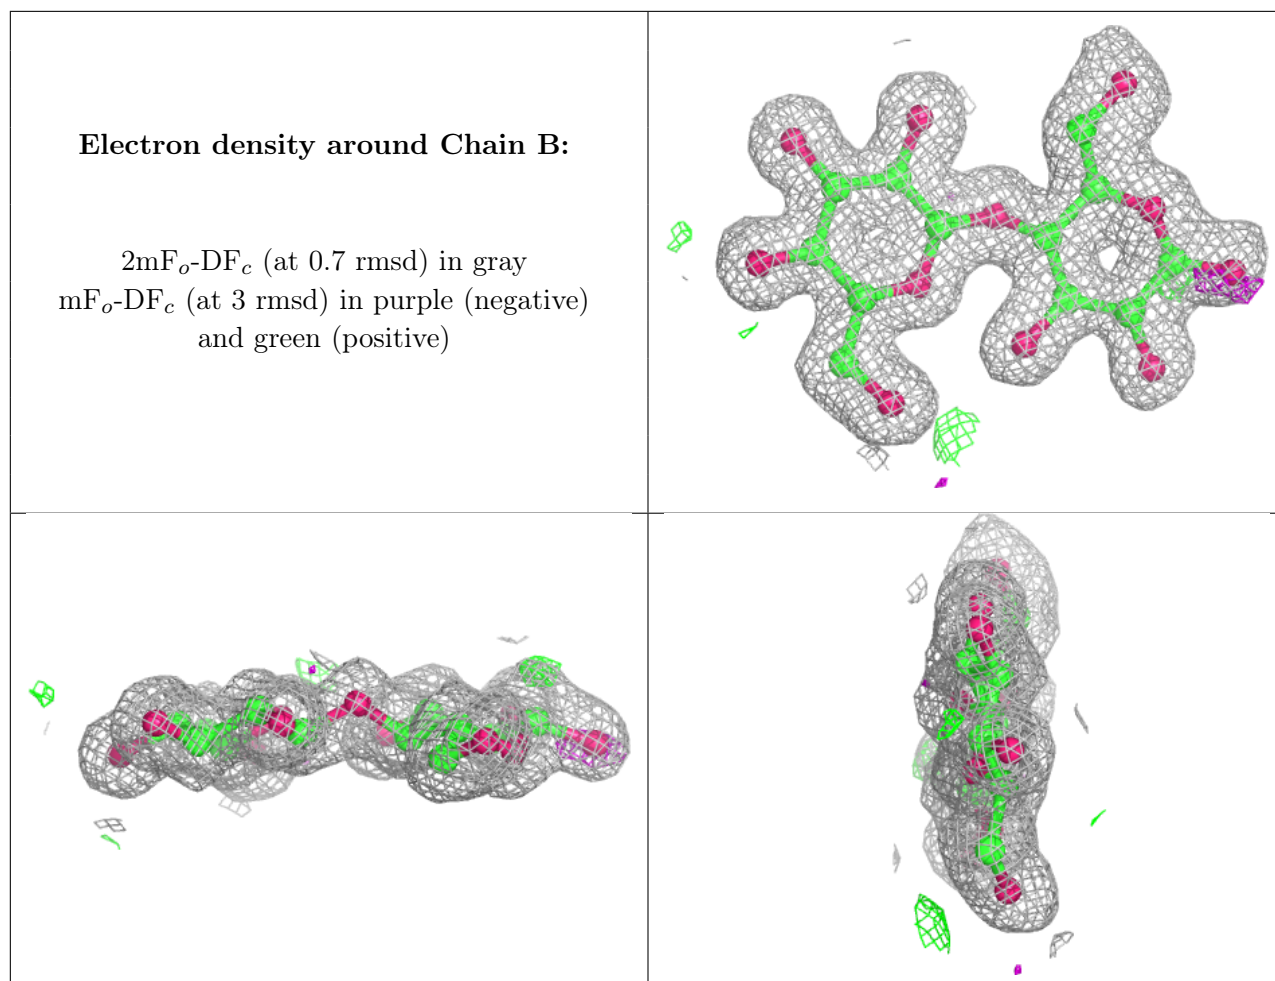 Electron density around Chain B:
2mFo-DFc (at 0.7 rmsd) in gray
mFo-DFc (at 3 rmsd) in purple (negative)
and green (positive)